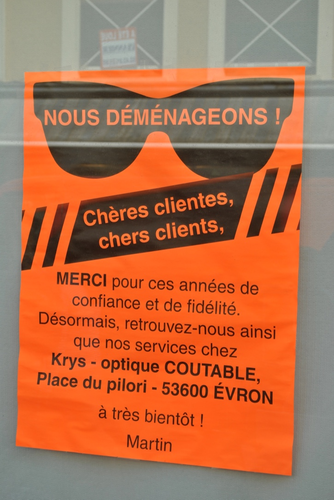 NOUS DÉMÉNAGEONS !
Chères clientes,
chers clients,
MERCI pour ces années de
confiance et de fidélité.
Désormais, retrouvez-nous ainsi
que nos services chez
Krys - optique COUTABLE,
Place du pilori - 53600 ÉVRON
à très bientôt !
Martin